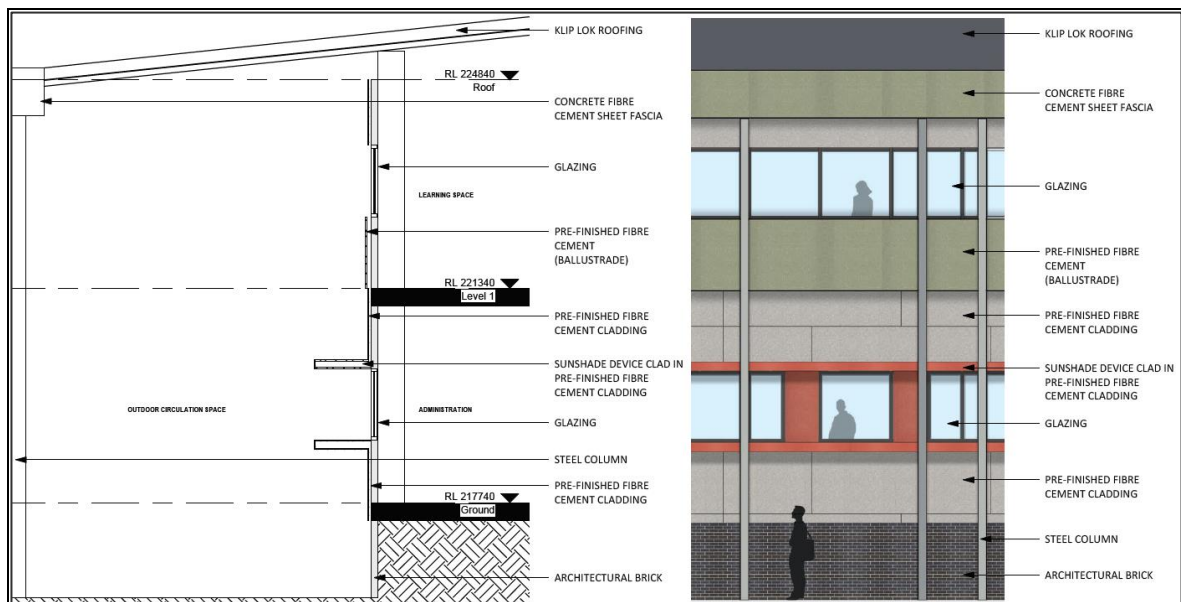 KLIP LOK ROOFING
RL 224840
Roof
CONCRETE FIBRE
CEMENT SHEET FASCIA
GLAZING
LEARNING SPACE
PRE-FINISHED FIBRE
CEMENT
(BALLUSTRADE)
RL 221340
Level 1
PRE-FINISHED FIBRE
CEMENT CLADDING
SUNSHADE DEVICE CLAD IN
PRE-FINISHED FIBRE
CEMENT CLADDING
OUTDOOR CIRCULATION SPACE
ADMINISTRATION
GLAZING
STEEL COLUMN
PRE-FINISHED FIBRE
CEMENT CLADDING
RL 217740
Ground
ARCHITECTURAL BRICK
KLIP LOK ROOFING
CONCRETE FIBRE
CEMENT SHEET FASCIA
GLAZING
PRE-FINISHED FIBRE
CEMENT
(BALLUSTRADE)
PRE-FINISHED FIBRE
CEMENT CLADDING
SUNSHADE DEVICE CLAD IN
PRE-FINISHED FIBRE
CEMENT CLADDING
GLAZING
PRE-FINISHED FIBRE
CEMENT CLADDING
STEEL COLUMN
ARCHITECTURAL BRICK